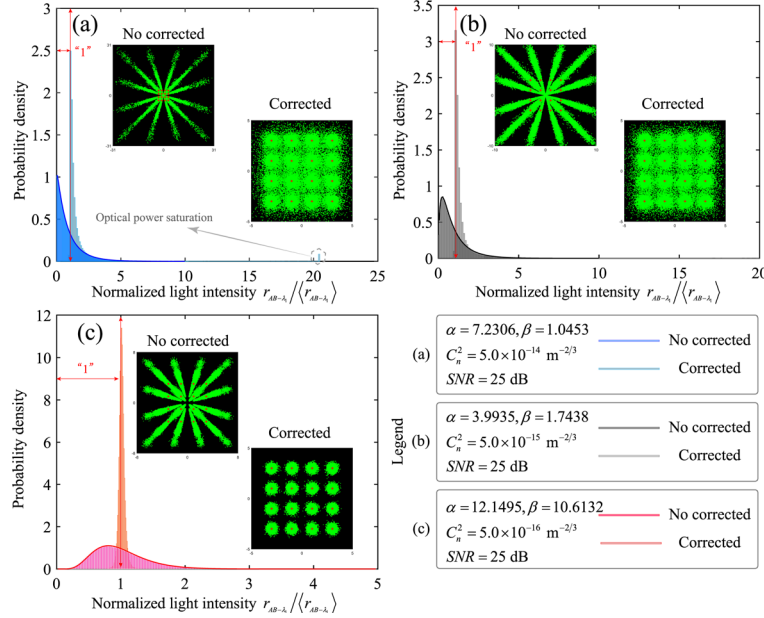 (a)
3
2.5
2
1.5
1
0.5
0
0
5
10
15
20
25
Probability density
Normalized light intensity r_{AB-λ_1}/⟨r_{AB-λ_1}⟩
"1"
No corrected
Corrected
Optical power saturation
(b)
3.5
3
2.5
2
1.5
1
0.5
0
0
5
10
15
20
Probability density
Normalized light intensity r_{AB-λ_1}/⟨r_{AB-λ_1}⟩
"1"
No corrected
Corrected
(c)
12
10
8
6
4
2
0
0
1
2
3
4
5
Probability density
Normalized light intensity r_{AB-λ_1}/⟨r_{AB-λ_1}⟩
"1"
No corrected
Corrected
Legend
(a)
α = 7.2306, β = 1.0453
C_n^2 = 5.0×10^{-14} m^{-2/3}
SNR = 25 dB
No corrected
Corrected
(b)
α = 3.9935, β = 1.7438
C_n^2 = 5.0×10^{-15} m^{-2/3}
SNR = 25 dB
No corrected
Corrected
(c)
α = 12.1495, β = 10.6132
C_n^2 = 5.0×10^{-16} m^{-2/3}
SNR = 25 dB
No corrected
Corrected